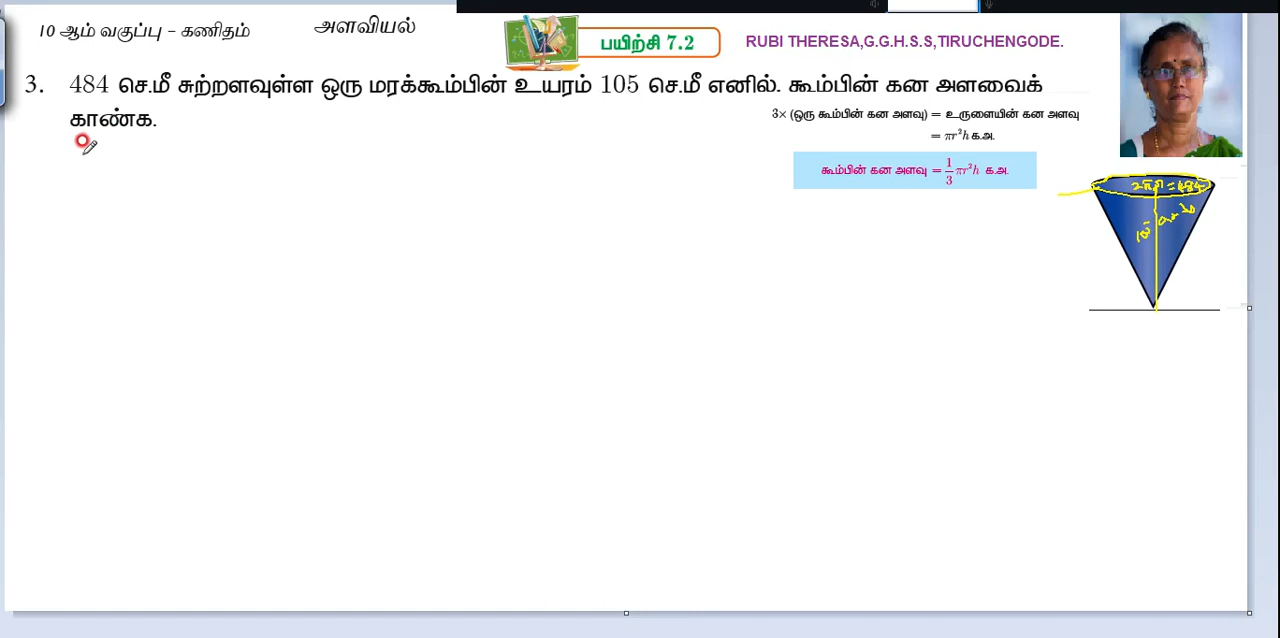 10 ஆம் வகுப்பு – கணிதம்
அளவியல்
பயிற்சி 7.2
RUBI THERESA,G.G.H.S.S,TIRUCHENGODE.
3. 484 செ.மீ சுற்றளவுள்ள ஒரு மரக்கூம்பின் உயரம் 105 செ.மீ எனில். கூம்பின் கன அளவைக்
காண்க.
3× (ஒரு கூம்பின் கன அளவு) = உருளையின் கன அளவு
= πr²h க.அ.
கூம்பின் கன அளவு = 1/3 πr²h க.அ.
2πr = 484
105